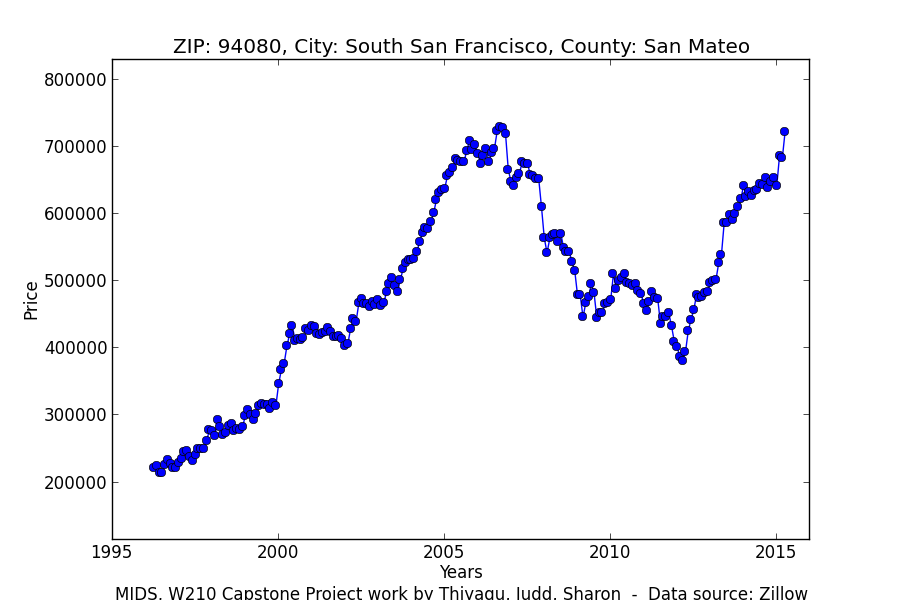 ZIP: 94080, City: South San Francisco, County: San Mateo
800000
700000
600000
500000
400000
300000
200000
Price
1995 2000 2005 2010 2015
Years
MIDS, W210 Capstone Project work by Thiyagu, Judd, Sharon - Data source: Zillow